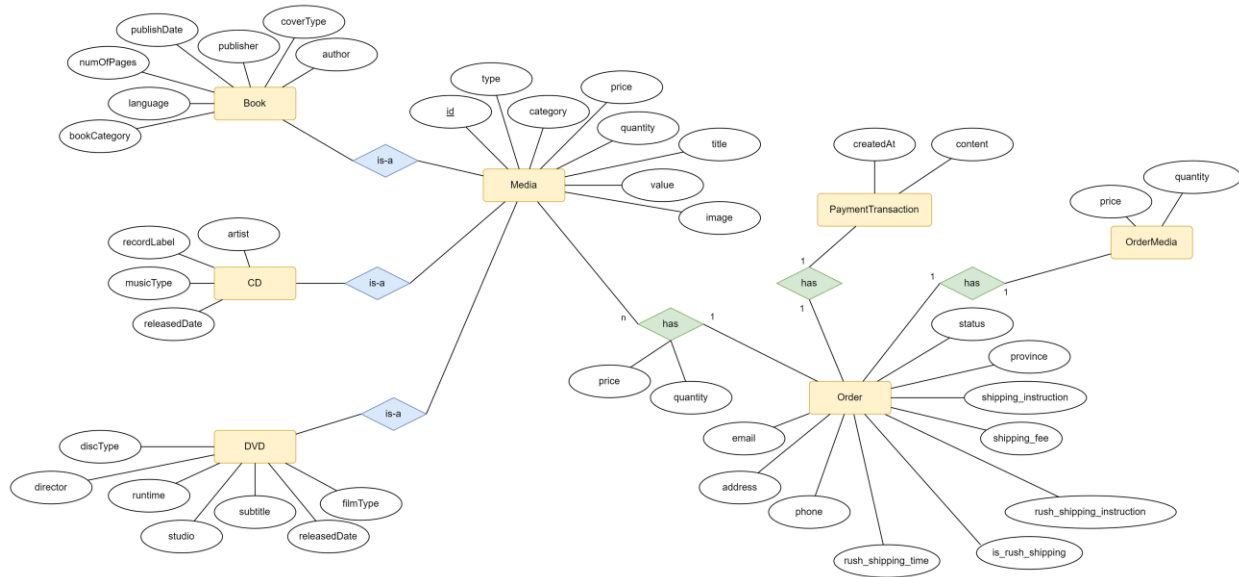 coverType
publishDate
publisher
author
numOfPages
language
bookCategory
Book
is-a
type
price
id
category
quantity
title
value
image
Media
createdAt
content
PaymentTransaction
quantity
price
OrderMedia
artist
recordLabel
musicType
releasedDate
CD
is-a
1
has
1
1
has
1
n
has
1
price
quantity
status
province
shipping_instruction
shipping_fee
Order
email
address
phone
rush_shipping_time
is_rush_shipping
rush_shipping_instruction
is-a
DVD
discType
director
runtime
studio
subtitle
releasedDate
filmType